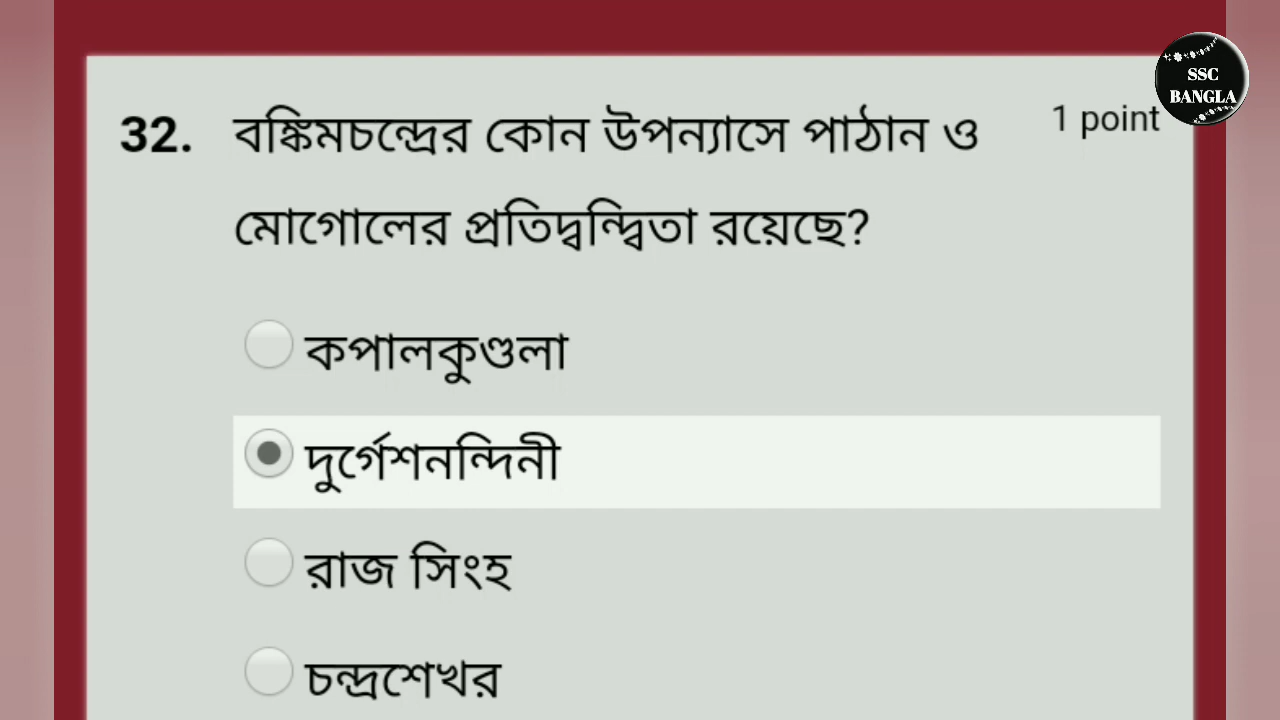 SSC
BANGLA
32. বঙ্কিমচন্দ্রের কোন উপন্যাসে পাঠান ও 1 point
মোগোলের প্রতিদ্বন্দ্বিতা রয়েছে?
কপালকুণ্ডলা
দুর্গেশনন্দিনী
রাজ সিংহ
চন্দ্রশেখর